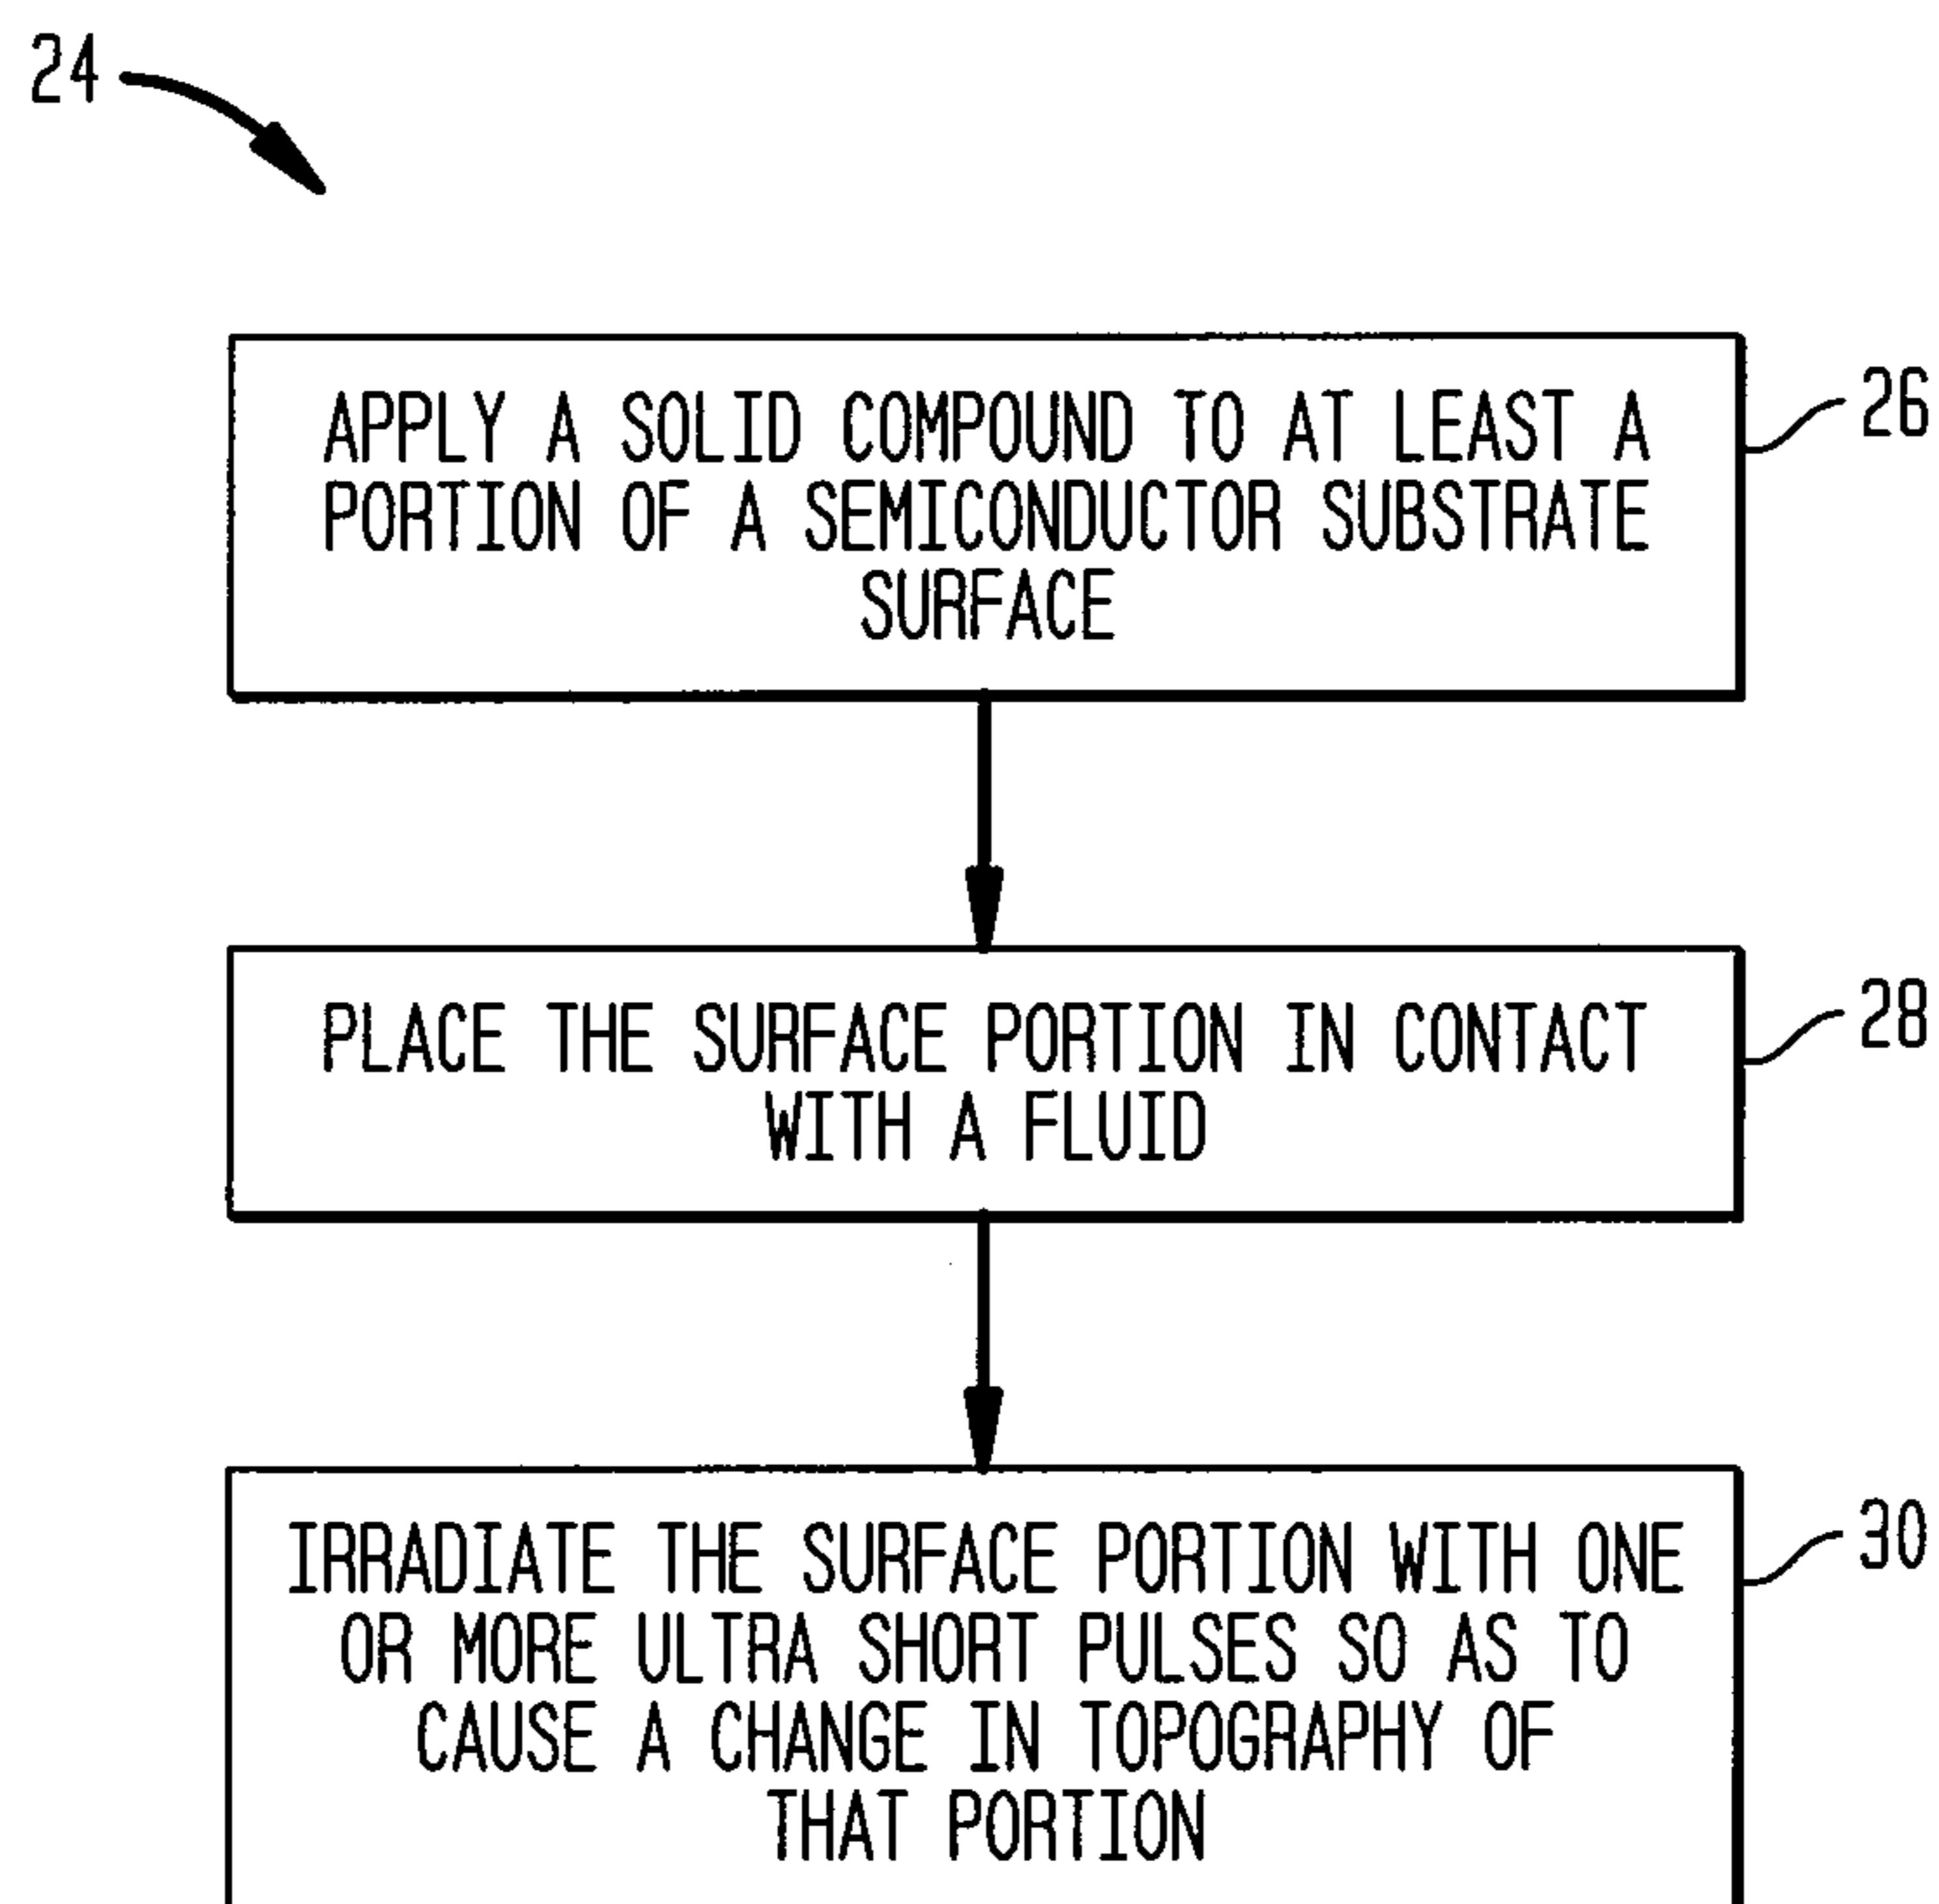 24
APPLY A SOLID COMPOUND TO AT LEAST A
PORTION OF A SEMICONDUCTOR SUBSTRATE
SURFACE
26
PLACE THE SURFACE PORTION IN CONTACT
WITH A FLUID
28
IRRADIATE THE SURFACE PORTION WITH ONE
OR MORE ULTRA SHORT PULSES SO AS TO
CAUSE A CHANGE IN TOPOGRAPHY OF
THAT PORTION
30